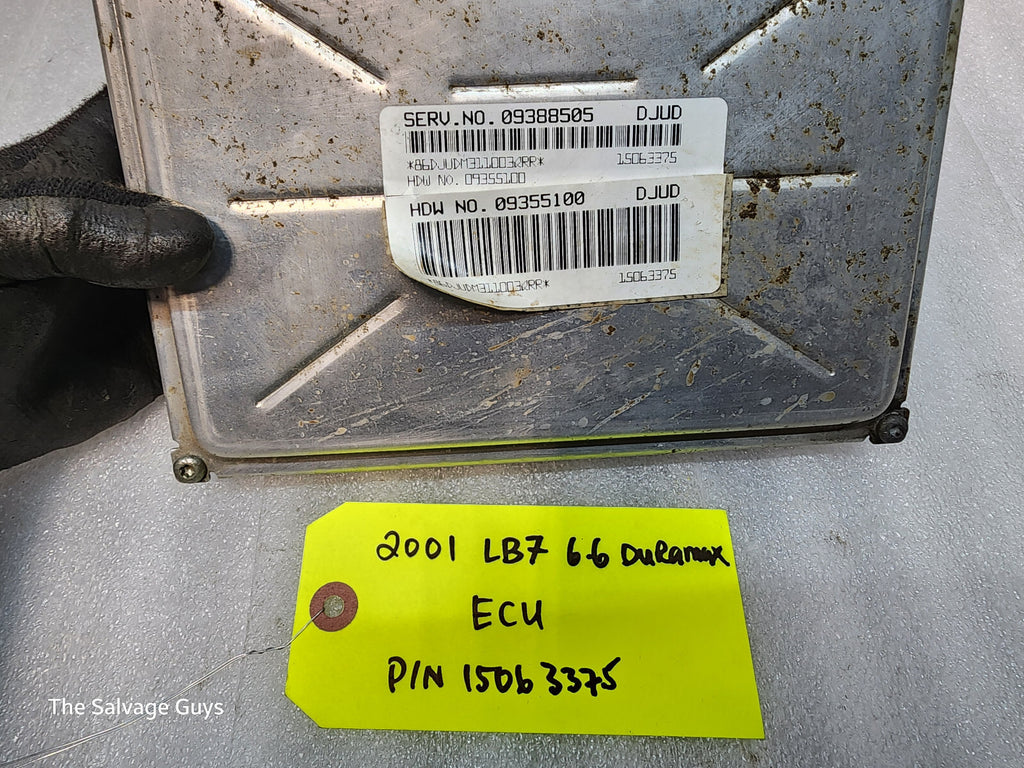 SERV.NO. 09388505 DJUD
*86DJUDM311003WRR* 15063375
HDW NO. 09355100
HDW NO. 09355100 DJUD
15063375
2001 LB7 6.6 DuRamax
ECU
P/N 15063375
The Salvage Guys